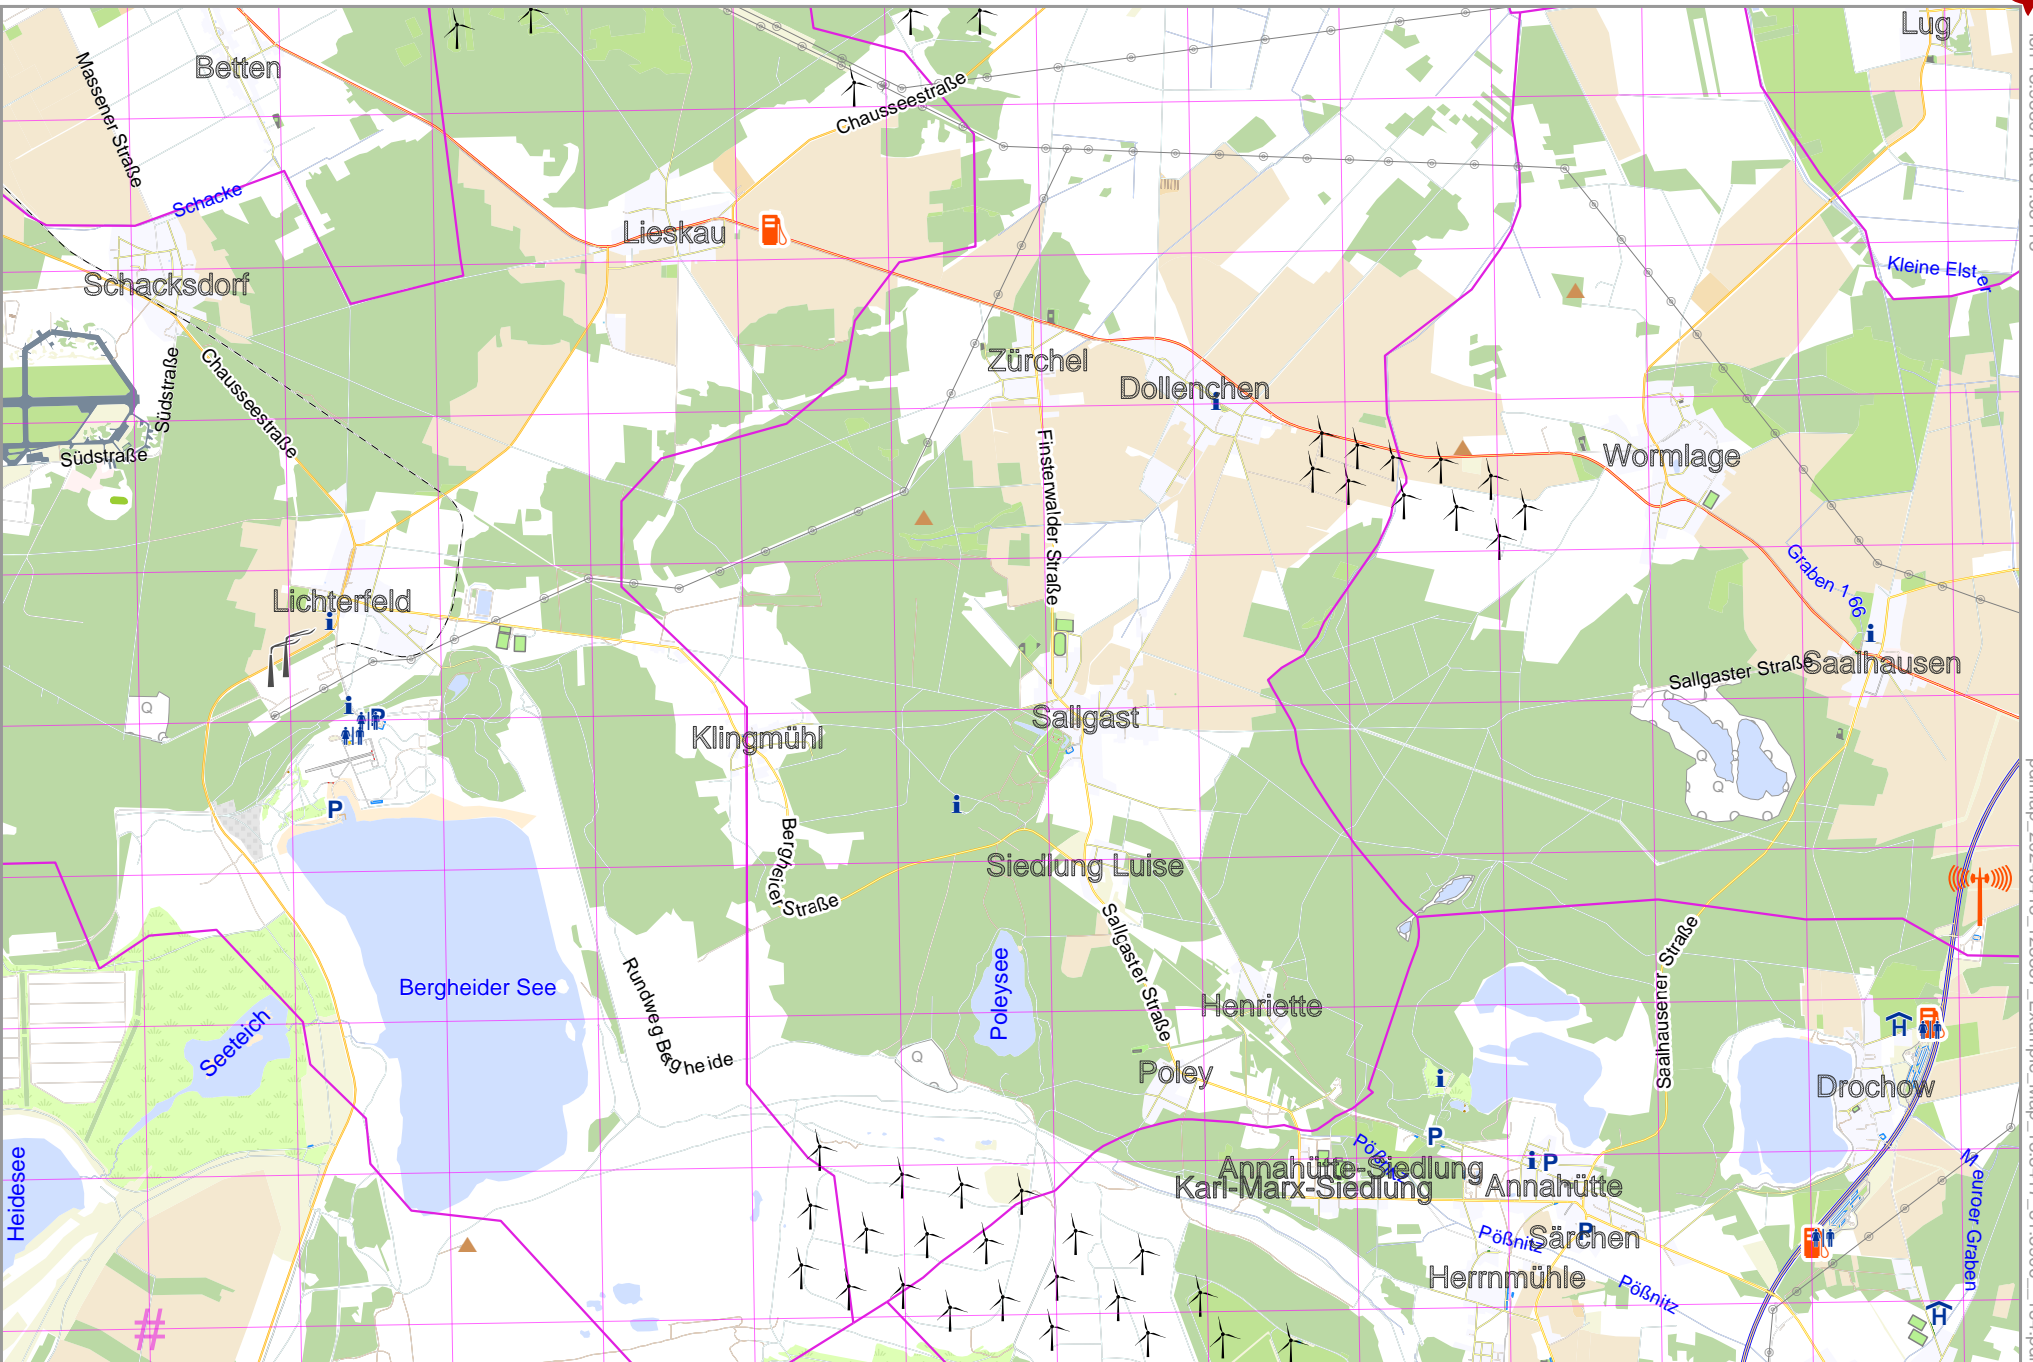 Lug
Betten
Massener Straße
Chausseestraße
Schacke
Lieskau
Kleine Elster
Schacksdorf
Südstraße
Chausseestraße
Zürchel
Dollenchen
Südstraße
Finsterwalder Straße
Wormlage
Graben 1 66
Lichterfeld
Sallgaster Straße
Saalhausen
Q
Sallgast
Klingmühl
Q
Q
Q
P
P
Bergheider Straße
Siedlung Luise
Sallgaster Straße
Saalhausener Straße
Bergheider See
Poleysee
Rundweg Bergheide
Henriette
Seeteich
H
Q
Poley
Drochow
P
Pößnitz
Annahütte-Siedlung
P
Karl-Marx-Siedlung
Annahütte
Heidesee
Meuroer Graben
Pößnitz
P
Särchen
Herrnmühle
Pößnitz
H
#